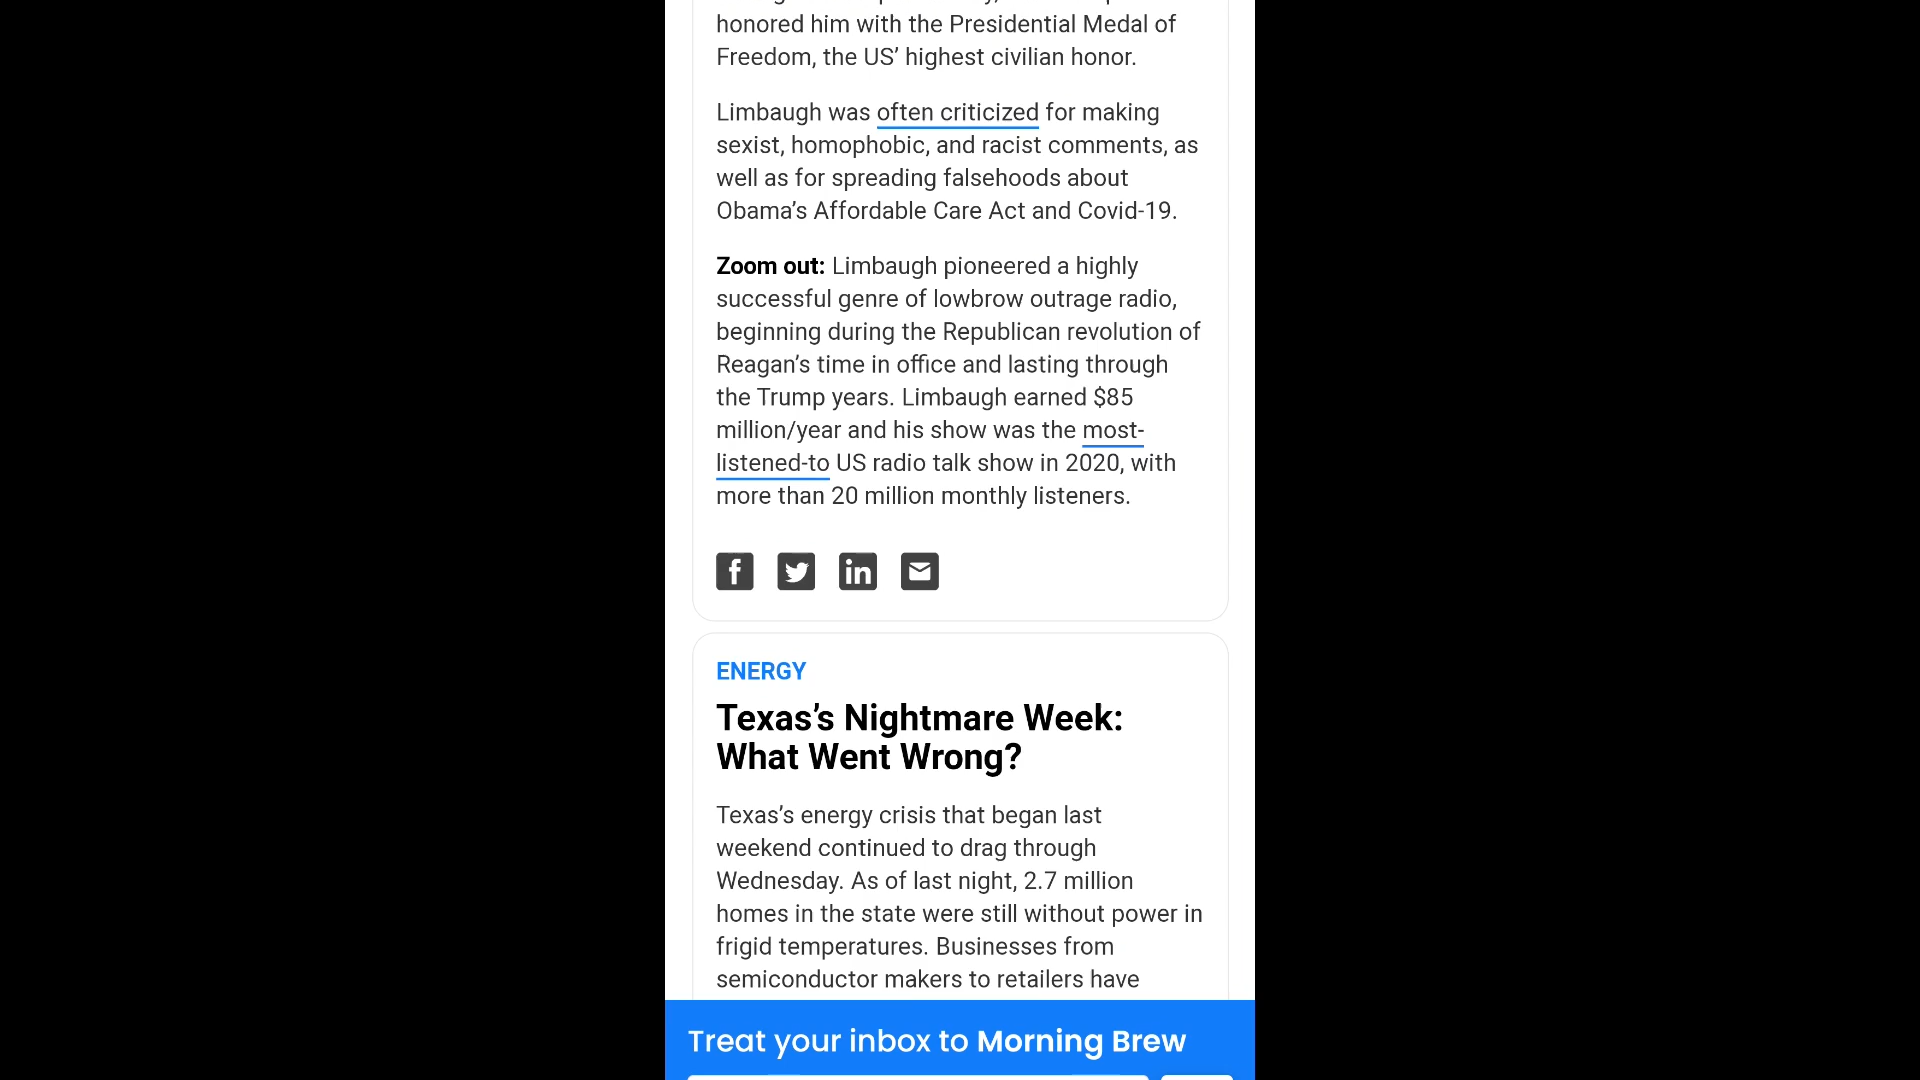 honored him with the Presidential Medal of
Freedom, the US’ highest civilian honor.
Limbaugh was often criticized for making
sexist, homophobic, and racist comments, as
well as for spreading falsehoods about
Obama’s Affordable Care Act and Covid-19.
Zoom out: Limbaugh pioneered a highly
successful genre of lowbrow outrage radio,
beginning during the Republican revolution of
Reagan’s time in office and lasting through
the Trump years. Limbaugh earned $85
million/year and his show was the most-
listened-to US radio talk show in 2020, with
more than 20 million monthly listeners.
ENERGY
Texas’s Nightmare Week:
What Went Wrong?
Texas’s energy crisis that began last
weekend continued to drag through
Wednesday. As of last night, 2.7 million
homes in the state were still without power in
frigid temperatures. Businesses from
semiconductor makers to retailers have
Treat your inbox to Morning Brew